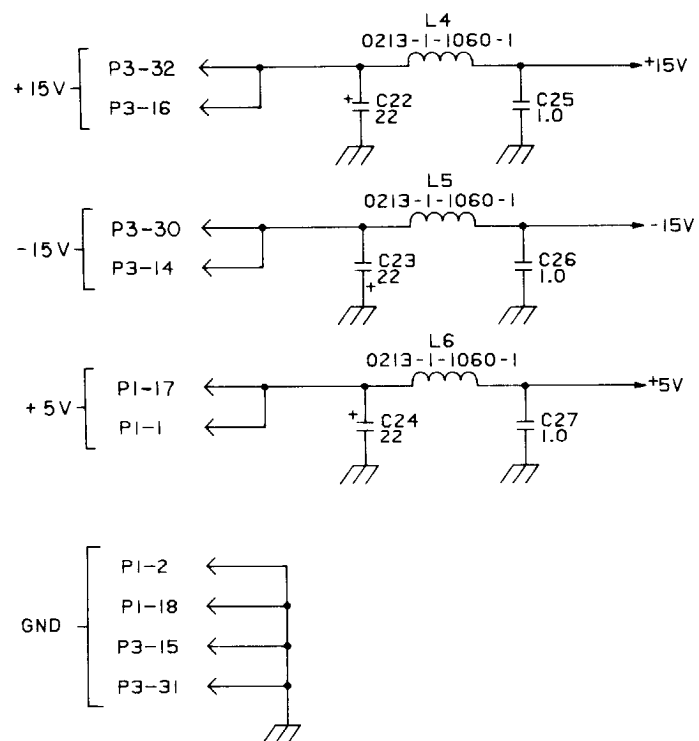 L4
0213-1-1060-1
+15V
P3-32
P3-16
+ C22
22
C25
1.0
+15V
L5
0213-1-1060-1
-15V
P3-30
P3-14
C23
22
+
C26
1.0
-15V
L6
0213-1-1060-1
+5V
P1-17
P1-1
+ C24
22
C27
1.0
+5V
GND
P1-2
P1-18
P3-15
P3-31